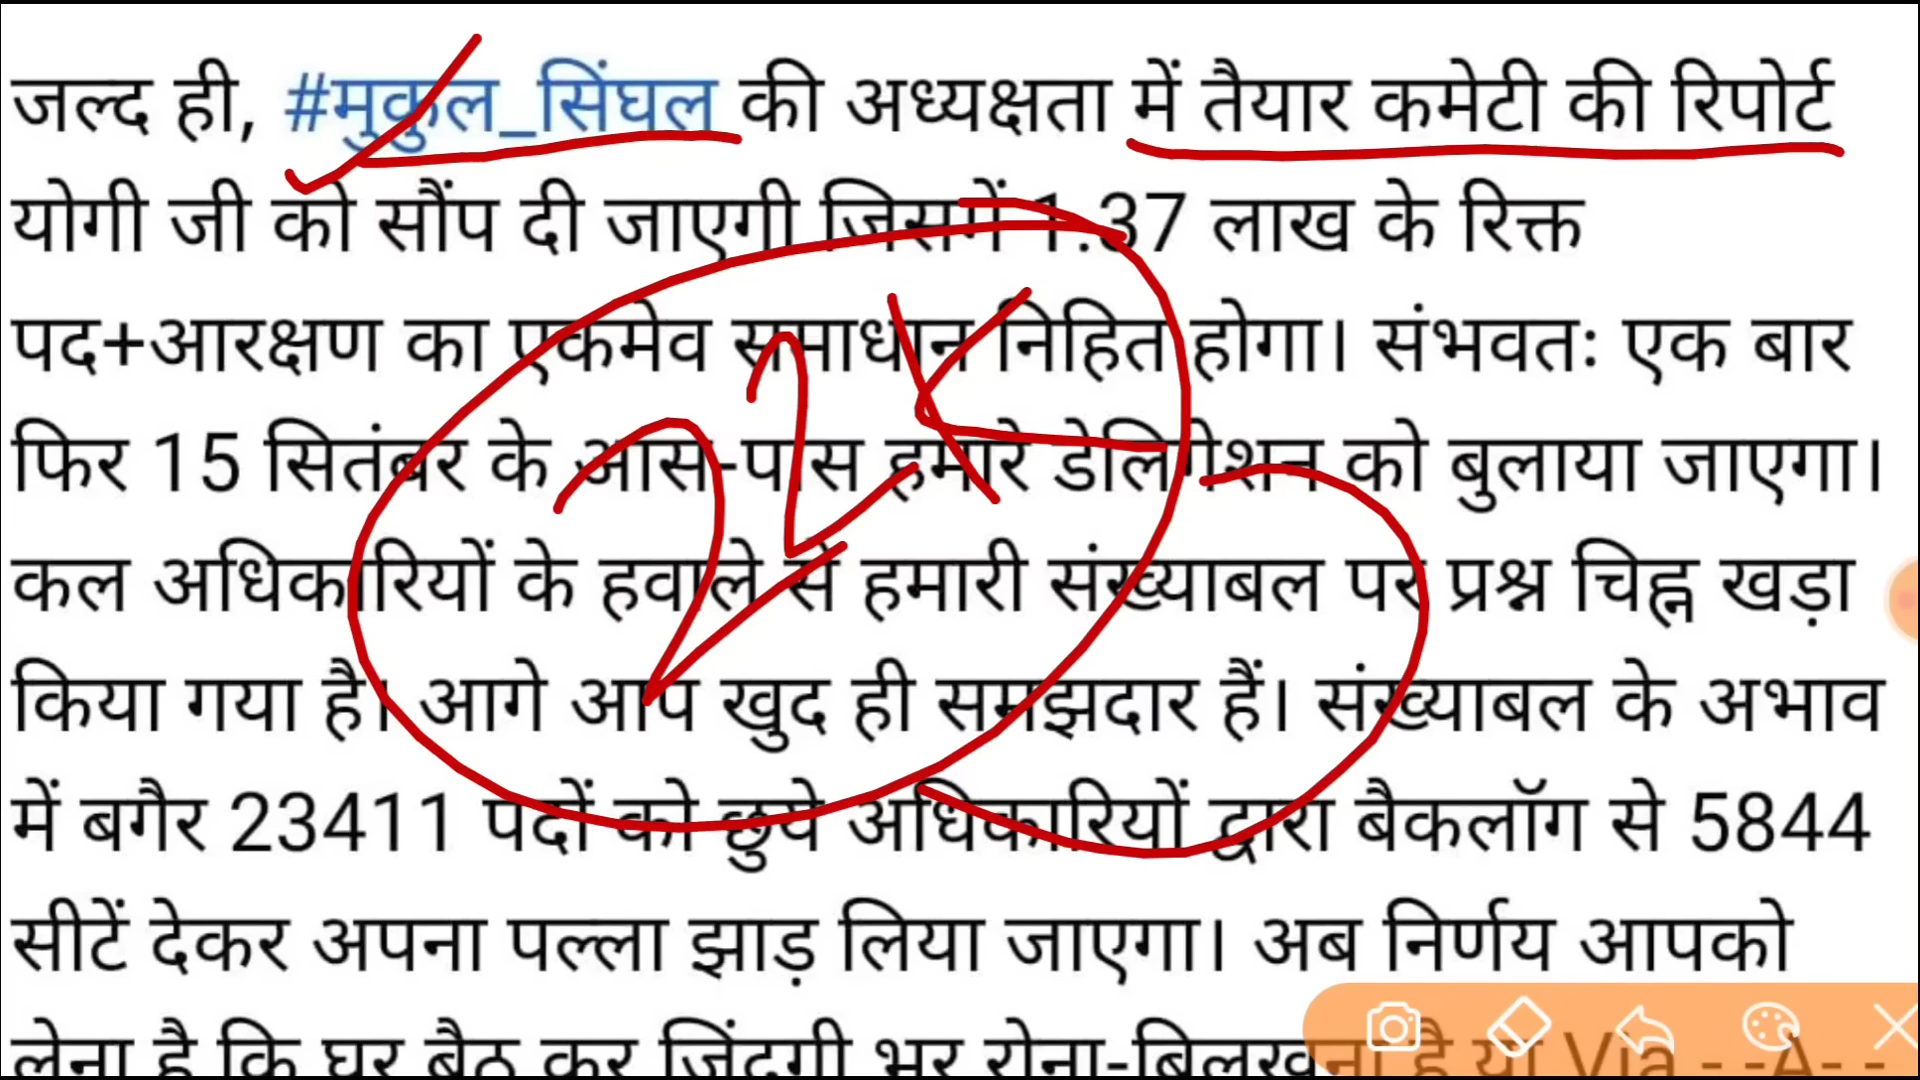 जल्द ही, #मुकुल_सिंघल की अध्यक्षता में तैयार कमेटी की रिपोर्ट
योगी जी को सौंप दी जाएगी जिसमें 1.37 लाख के रिक्त
पद+आरक्षण का एकमेव समाधान निहित होगा। संभवतः एक बार
फिर 15 सितंबर के आस-पास हमारे डेलिगेशन को बुलाया जाएगा।
22K
कल अधिकारियों के हवाले से हमारी संख्याबल पर प्रश्न चिह्न खड़ा
किया गया है। आगे आप खुद ही समझदार हैं। संख्याबल के अभाव
में बगैर 23411 पदों को छुये अधिकारियों द्वारा बैकलॉग से 5844
सीटें देकर अपना पल्ला झाड़ लिया जाएगा। अब निर्णय आपको
लेना है कि घर बैठ कर जिंदगी भर रोना-बिलखना है या Via - -A- -